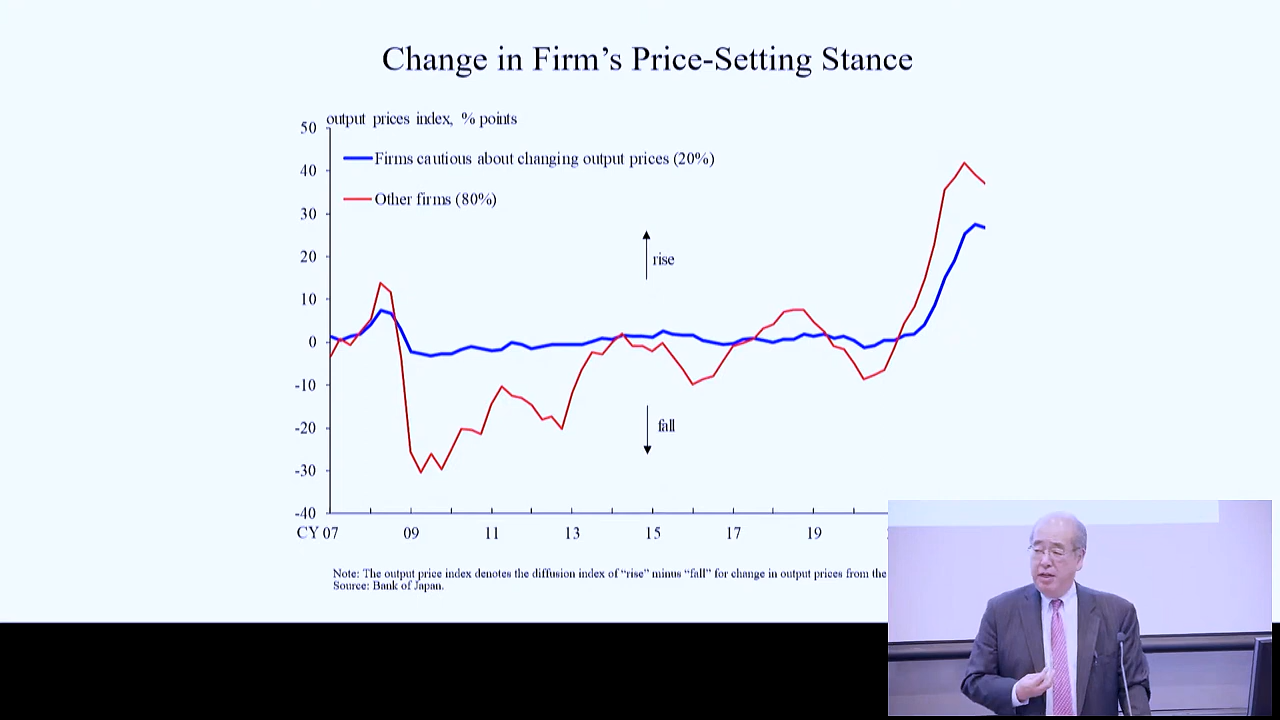 Change in Firm’s Price-Setting Stance
output prices index, % points
50
Firms cautious about changing output prices (20%)
40
Other firms (80%)
30
rise
20
10
0
-10
-20
fall
-30
-40
CY 07
09
11
13
15
17
19
Note: The output price index denotes the diffusion index of “rise” minus “fall” for change in output prices from the
Source: Bank of Japan.